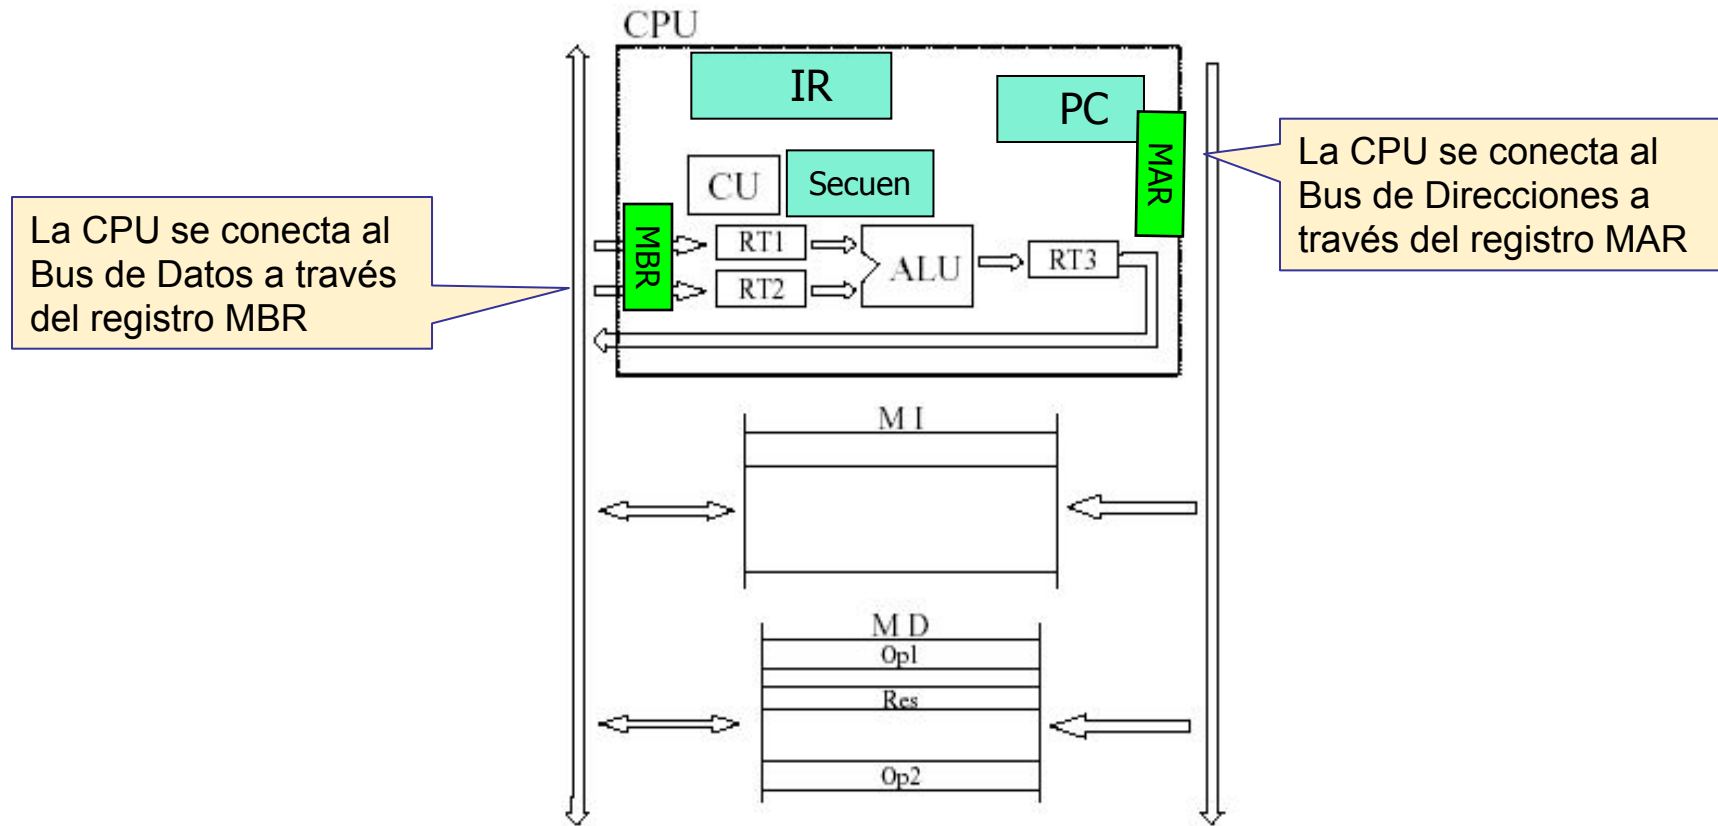 CPU
IR
PC
MAR
La CPU se conecta al
Bus de Direcciones a
través del registro MAR
CU
Secuen
La CPU se conecta al
Bus de Datos a través
del registro MBR
MBR
RT1
RT2
ALU
RT3
M I
M D
Op1
Res
Op2